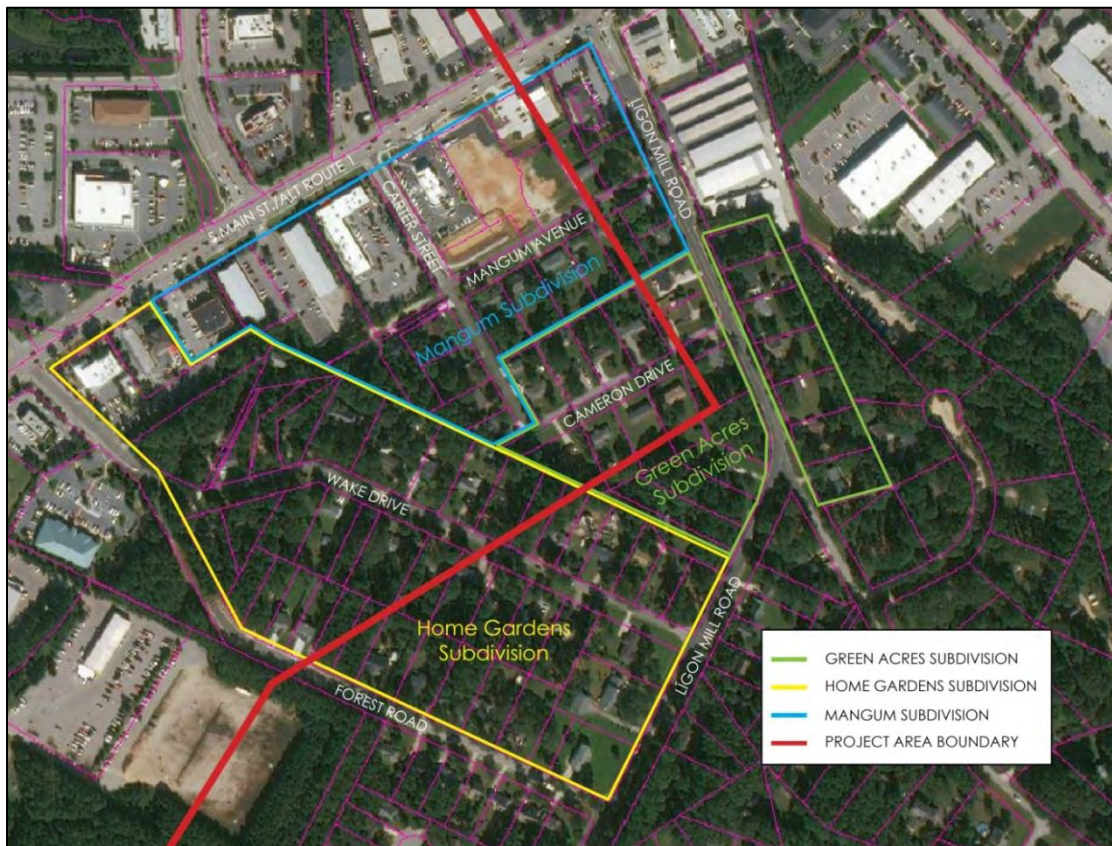 S MAIN ST./ALT ROUTE 1
LIGON MILL ROAD
CARTER STREET
MANGUM AVENUE
Mangum Subdivision
CAMERON DRIVE
Green Acres
Subdivision
WAKE DRIVE
Home Gardens
Subdivision
LIGON MILL ROAD
FOREST ROAD
GREEN ACRES SUBDIVISION
HOME GARDENS SUBDIVISION
MANGUM SUBDIVISION
PROJECT AREA BOUNDARY